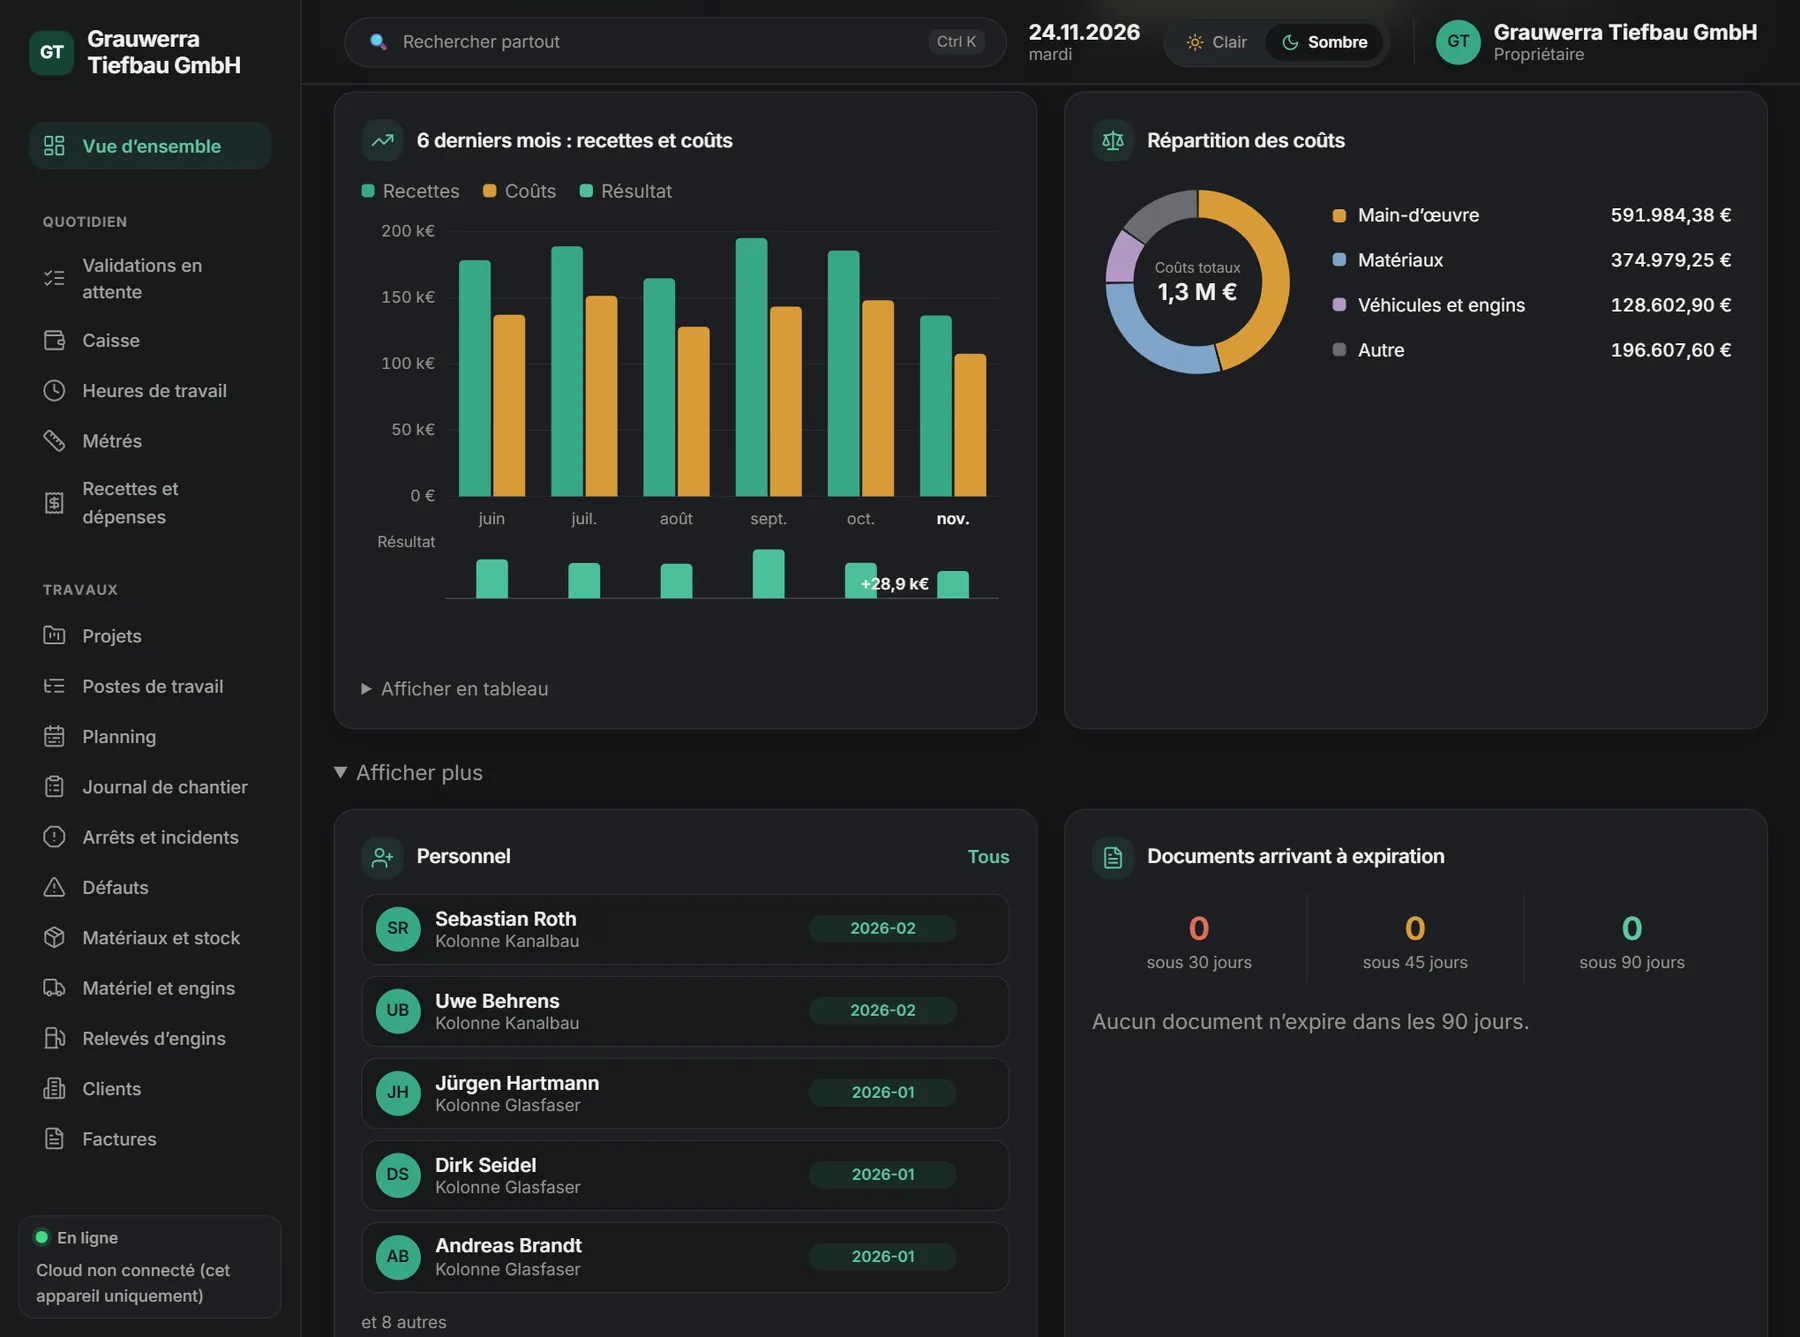 GT
Grauwerra
Tiefbau GmbH
Vue d’ensemble
QUOTIDIEN
Validations en
attente
Caisse
Heures de travail
Métrés
Recettes et
dépenses
TRAVAUX
Projets
Postes de travail
Planning
Journal de chantier
Arrêts et incidents
Défauts
Matériaux et stock
Matériel et engins
Relevés d’engins
Clients
Factures
En ligne
Cloud non connecté (cet
appareil uniquement)
Rechercher partout
Ctrl K
24.11.2026
mardi
Clair
Sombre
GT
Grauwerra Tiefbau GmbH
Propriétaire
6 derniers mois : recettes et coûts
Recettes
Coûts
Résultat
200 k€
150 k€
100 k€
50 k€
0 €
juin
juil.
août
sept.
oct.
nov.
Résultat
+28,9 k€
Afficher en tableau
Répartition des coûts
Coûts totaux
1,3 M €
Main-d’œuvre 591.984,38 €
Matériaux 374.979,25 €
Véhicules et engins 128.602,90 €
Autre 196.607,60 €
Afficher plus
Personnel
Tous
SR
Sebastian Roth
Kolonne Kanalbau
2026-02
UB
Uwe Behrens
Kolonne Kanalbau
2026-02
JH
Jürgen Hartmann
Kolonne Glasfaser
2026-01
DS
Dirk Seidel
Kolonne Glasfaser
2026-01
AB
Andreas Brandt
Kolonne Glasfaser
2026-01
et 8 autres
Documents arrivant à expiration
0
sous 30 jours
0
sous 45 jours
0
sous 90 jours
Aucun document n’expire dans les 90 jours.